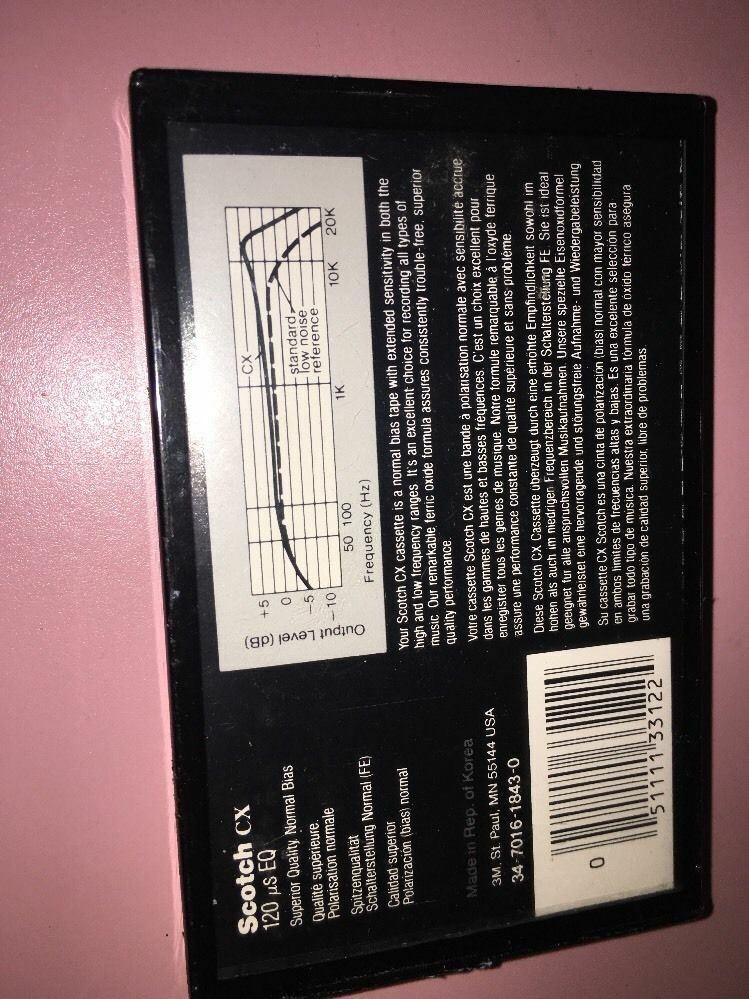 Scotch CX
120 µs EQ
Superior Quality, Normal Bias
Qualité supérieure.
Polarisation normale
Spitzenqualität
Schalterstellung Normal (FE)
Calidad superior
Polarización (bias) normal
Made in Rep. of Korea
3M, St. Paul, MN 55144 USA
34-7016-1843-0
0 51111 33122
Output Level (dB)
+5
0
-5
-10
CX
standard
low noise
reference
50 100 1K 10K 20K
Frequency (Hz)
Your Scotch CX cassette is a normal bias tape with extended sensitivity in both the
high and low frequency ranges. It's an excellent choice for recording all types of
music. Our remarkable ferric oxide formula assures consistently trouble-free, superior
quality performance.
Votre cassette Scotch CX est une bande à polarisation normale avec sensibilité accrue
dans les gammes de hautes et basses fréquences. C'est un choix excellent pour
enregistrer tous les genres de musique. Notre formule remarquable à l'oxyde ferrique
assure une performance constante de qualité supérieure et sans problème.
Diese Scotch CX Cassette überzeugt durch eine erhöhte Empfindlichkeit sowohl im
hohen als auch im niedrigen Frequenzbereich in der Schalterstellung FE. Sie ist ideal
geeignet für alle anspruchsvollen Musikaufnahmen. Unsere spezielle Eisenoxidformel
gewährleistet eine hervorragende und störungsfreie Aufnahme- und Wiedergabeleistung
Su cassette CX Scotch es una cinta de polarización (bias) normal con mayor sensibilidad
en ambos límites de frecuencias altas y bajas. Es una excelente selección para
grabar todo tipo de música. Nuestra extraordinaria fórmula de óxido férrico asegura
una grabación de calidad superior, libre de problemas.